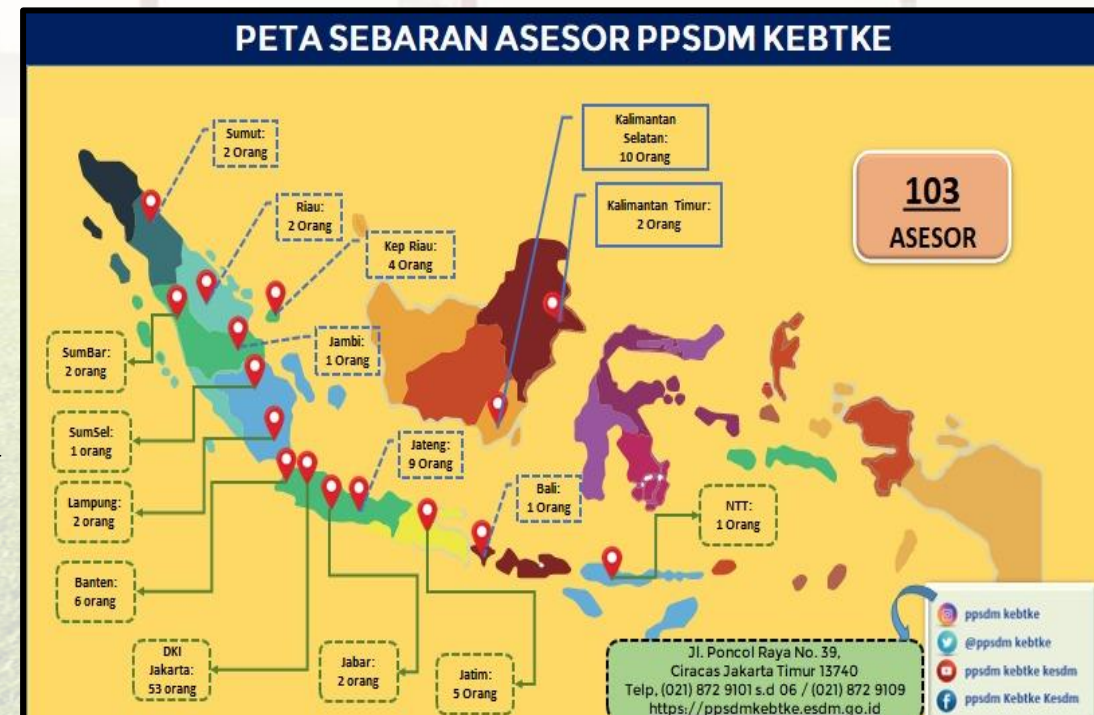 PETA SEBARAN ASESOR PPSDM KEBTKE
Sumut:
2 Orang
Riau:
2 Orang
Kep Riau:
4 Orang
Kalimantan
Selatan:
10 Orang
Kalimantan Timur:
2 Orang
103
ASESOR
SumBar:
2 orang
Jambi:
1 Orang
SumSel:
1 orang
Jateng:
9 Orang
Lampung:
2 orang
Bali:
1 Orang
NTT:
1 Orang
Banten:
6 orang
DKI
Jakarta:
53 orang
Jabar:
2 orang
Jatim:
5 Orang
Jl. Poncol Raya No. 39,
Ciracas Jakarta Timur 13740
Telp, (021) 872 9101 s.d 06 / (021) 872 9109
https://ppsdmkebtke.esdm.go.id
ppsdm kebtke
@ppsdm kebtke
ppsdm kebtke kesdm
ppsdm Kebtke Kesdm